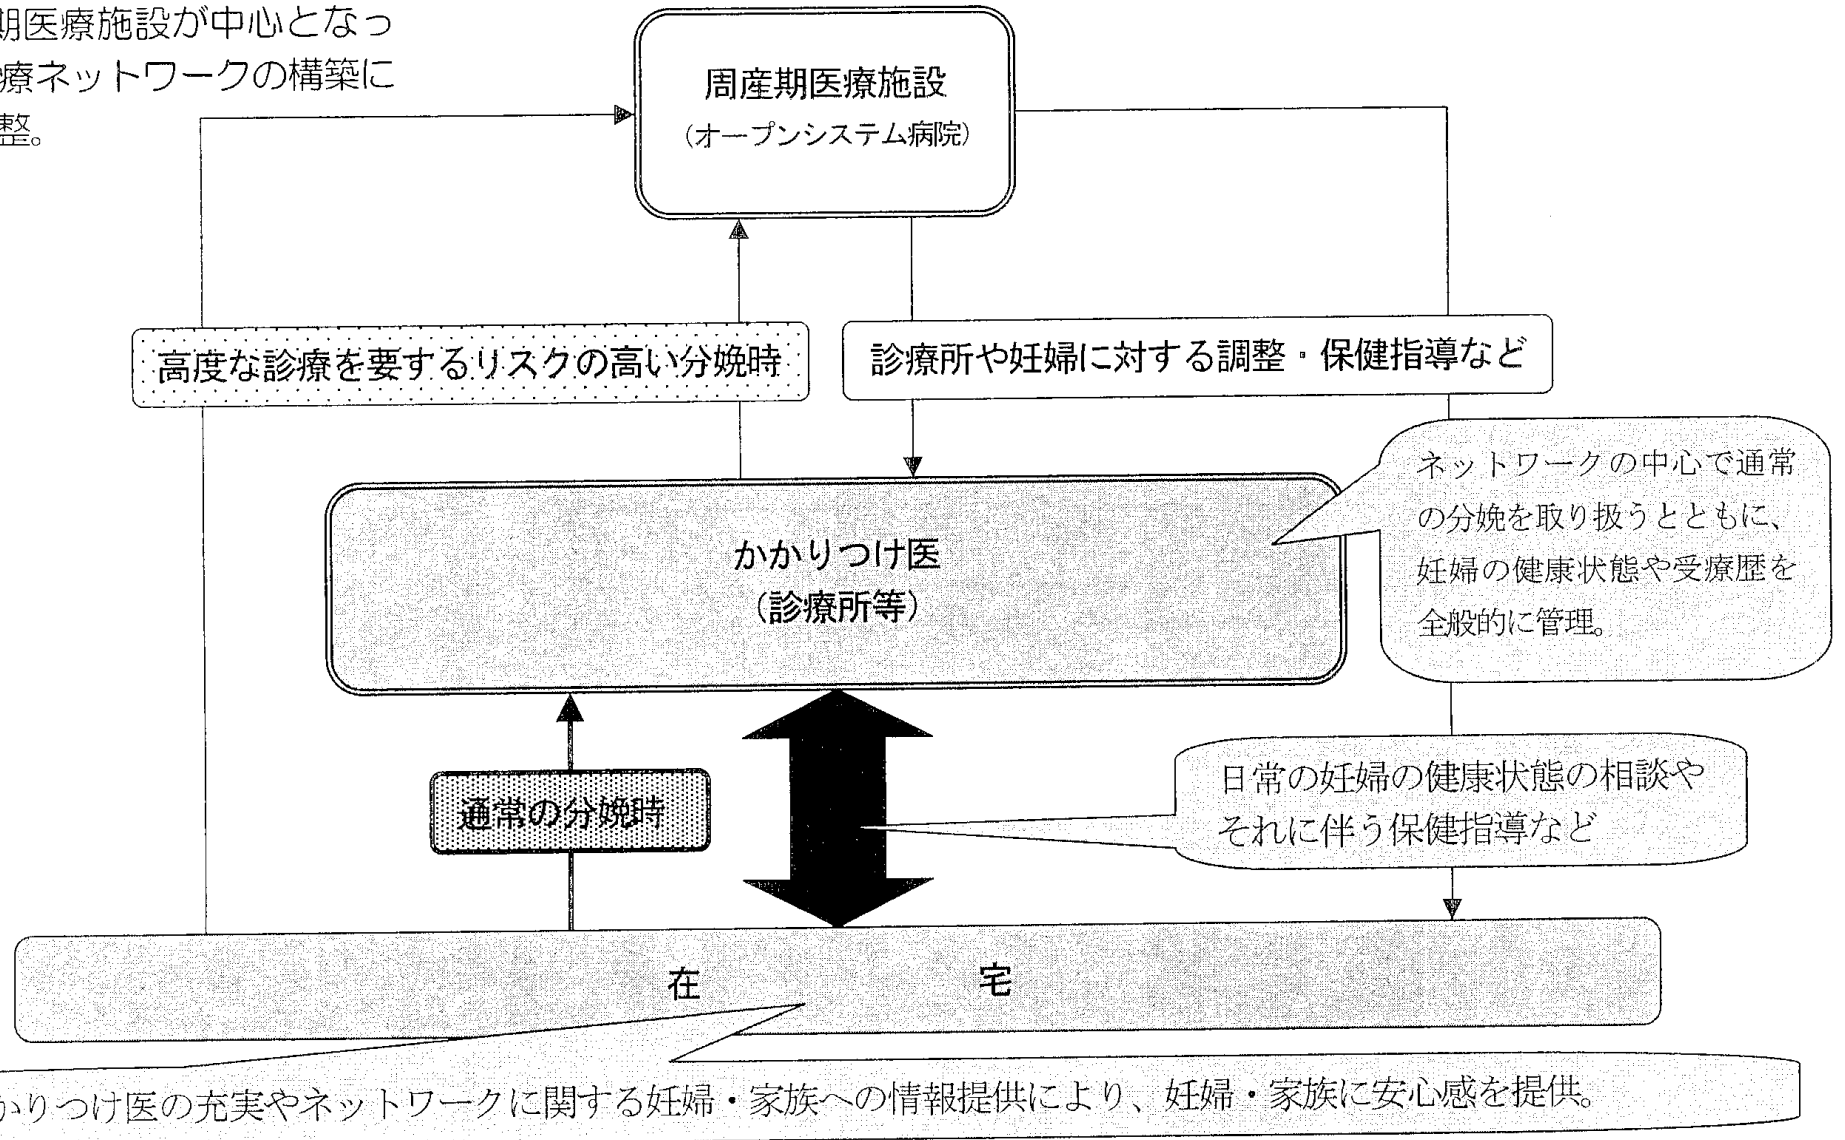 期医療施設が中心となっ
療ネットワークの構築に
整。
周産期医療施設
(オープンシステム病院)
高度な診療を要するリスクの高い分娩時
診療所や妊婦に対する調整・保健指導など
ネットワークの中心で通常
の分娩を取り扱うとともに、
妊婦の健康状態や受療歴を
全般的に管理。
かかりつけ医
(診療所等)
通常の分娩時
日常の妊婦の健康状態の相談や
それに伴う保健指導など
在 宅
かりつけ医の充実やネットワークに関する妊婦・家族への情報提供により、妊婦・家族に安心感を提供。